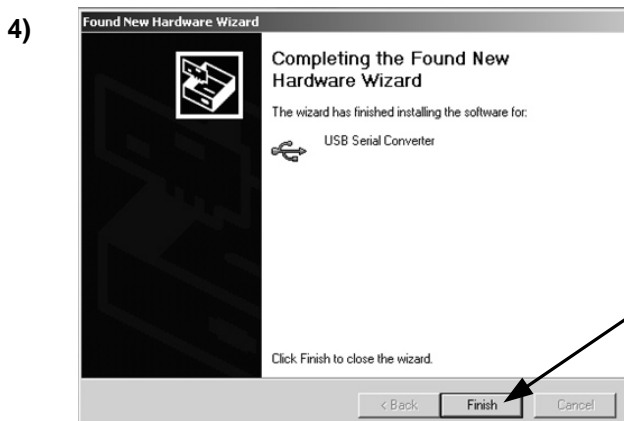 4)
Found New Hardware Wizard
Completing the Found New
Hardware Wizard
The wizard has finished installing the software for:
USB Serial Converter
Click Finish to close the wizard.
< Back
Finish
Cancel